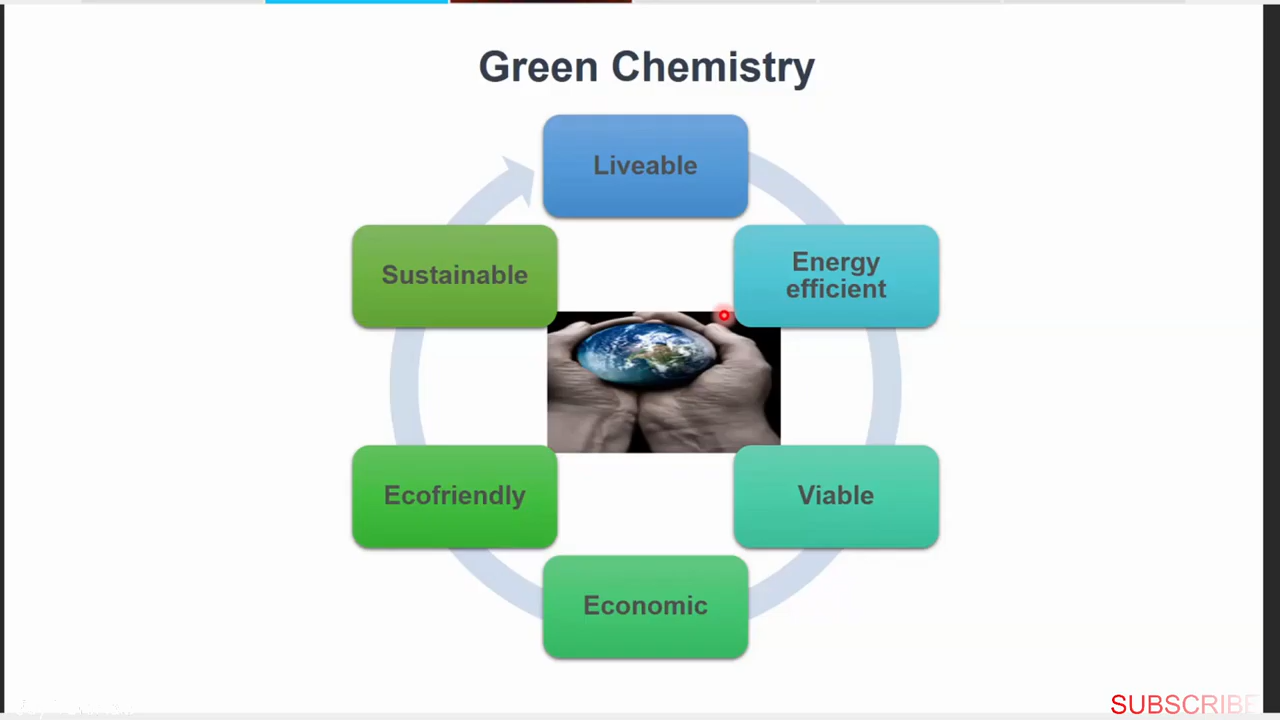 Green Chemistry
Liveable
Energy
efficient
Viable
Economic
Ecofriendly
Sustainable
SUBSCRIBE